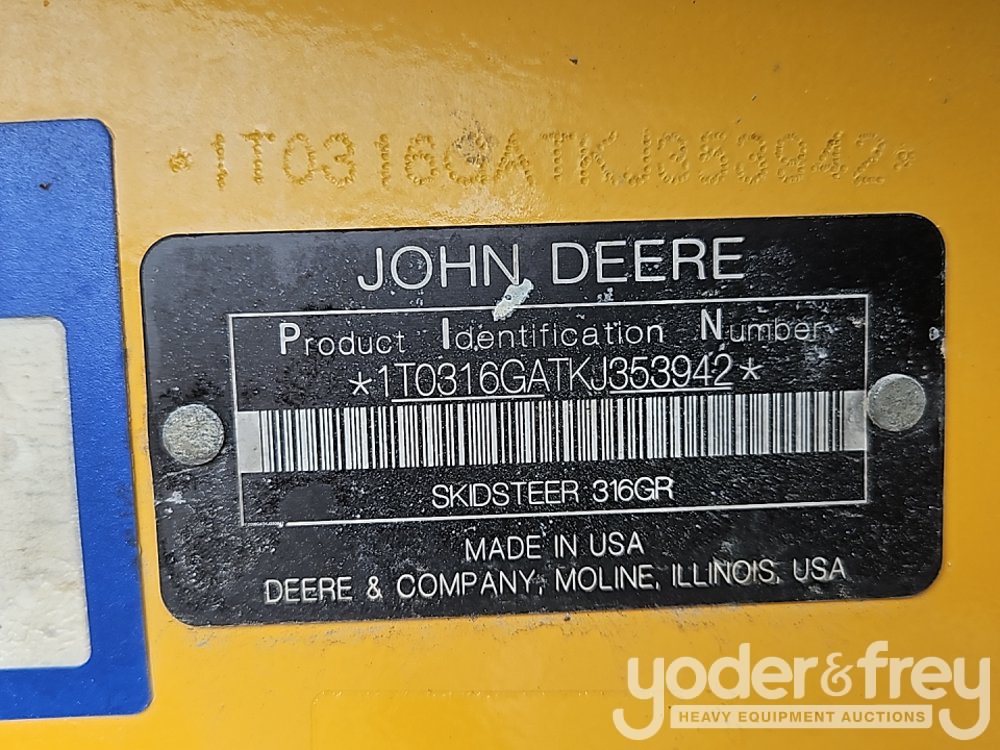 *1T0316GATKJ353942*
JOHN DEERE
Product Identification Number
*1T0316GATKJ353942*
SKIDSTEER 316GR
MADE IN USA
DEERE & COMPANY, MOLINE, ILLINOIS, USA
yoder&frey
HEAVY EQUIPMENT AUCTIONS